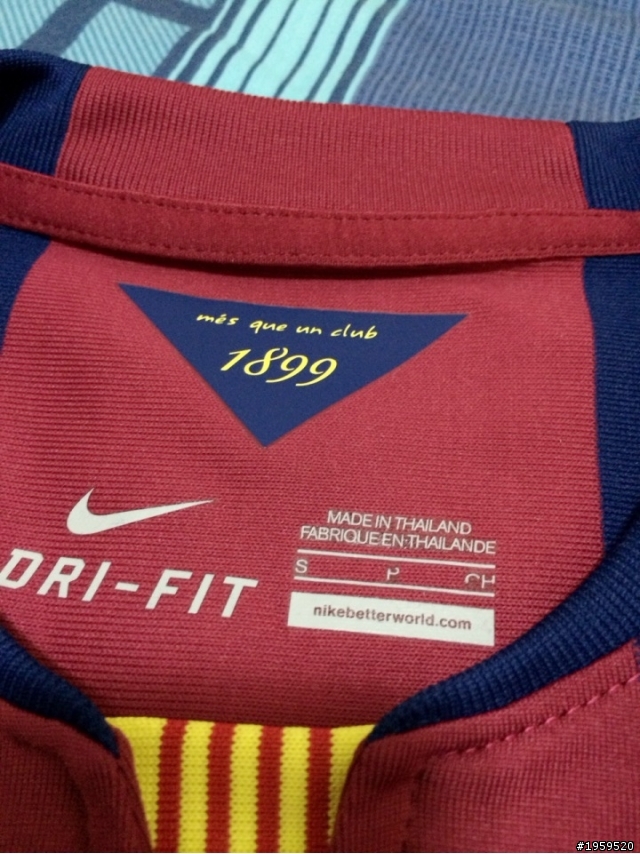 més que un club
1899
DRI-FIT
MADE IN THAILAND
FABRIQUE EN THAILANDE
S P CH
nikebetterworld.com
#1959520